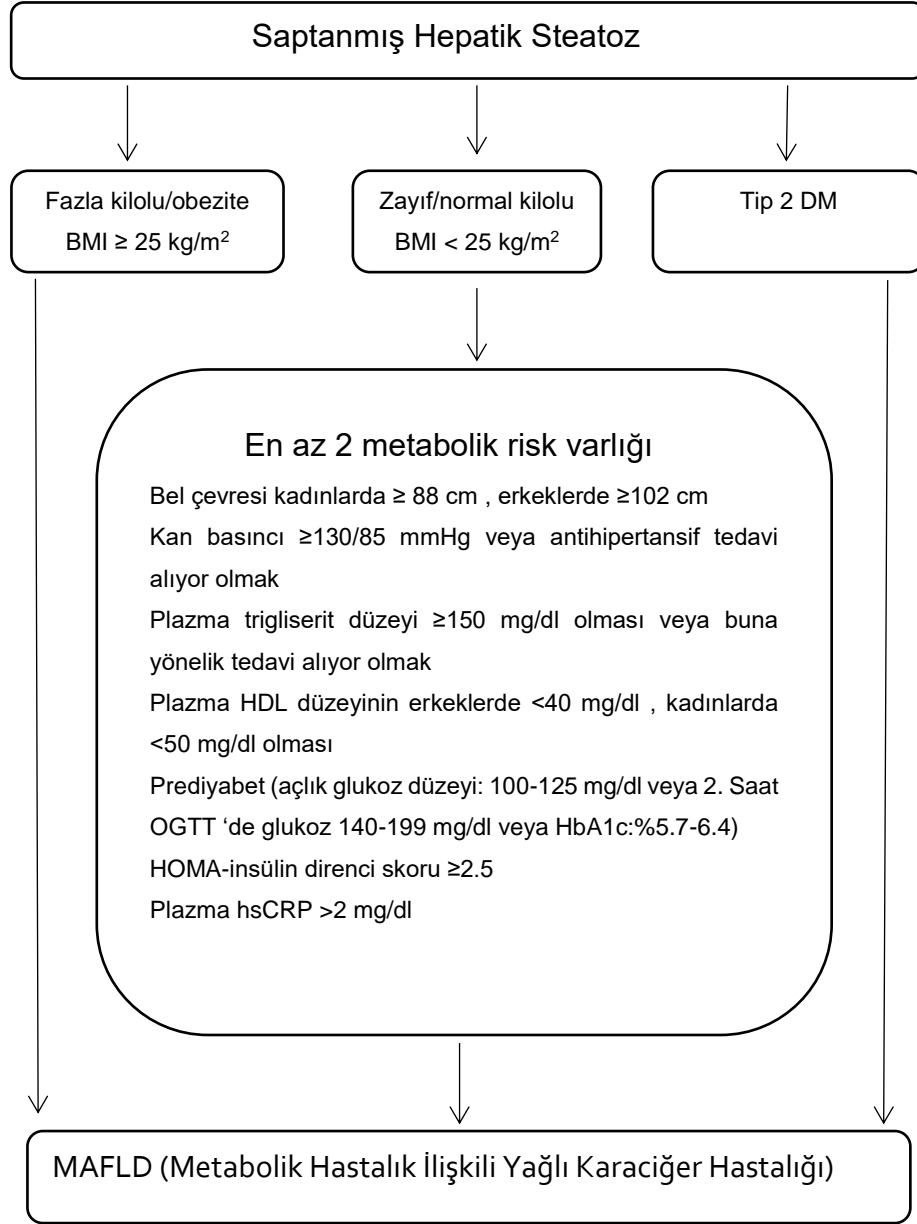 Saptanmış Hepatik Steatoz
Fazla kilolu/obezite
BMI ≥ 25 kg/m²
Zayıf/normal kilolu
BMI < 25 kg/m²
Tip 2 DM
En az 2 metabolik risk varlığı
Bel çevresi kadınlarda ≥ 88 cm , erkeklerde ≥102 cm
Kan basıncı ≥130/85 mmHg veya antihipertansif tedavi
alıyor olmak
Plazma trigliserit düzeyi ≥150 mg/dl olması veya buna
yönelik tedavi alıyor olmak
Plazma HDL düzeyinin erkeklerde <40 mg/dl , kadınlarda
<50 mg/dl olması
Prediyabet (açlık glukoz düzeyi: 100-125 mg/dl veya 2. Saat
OGTT ‘de glukoz 140-199 mg/dl veya HbA1c:%5.7-6.4)
HOMA-insülin direnci skoru ≥2.5
Plazma hsCRP >2 mg/dl
MAFLD (Metabolik Hastalık İlişkili Yağlı Karaciğer Hastalığı)